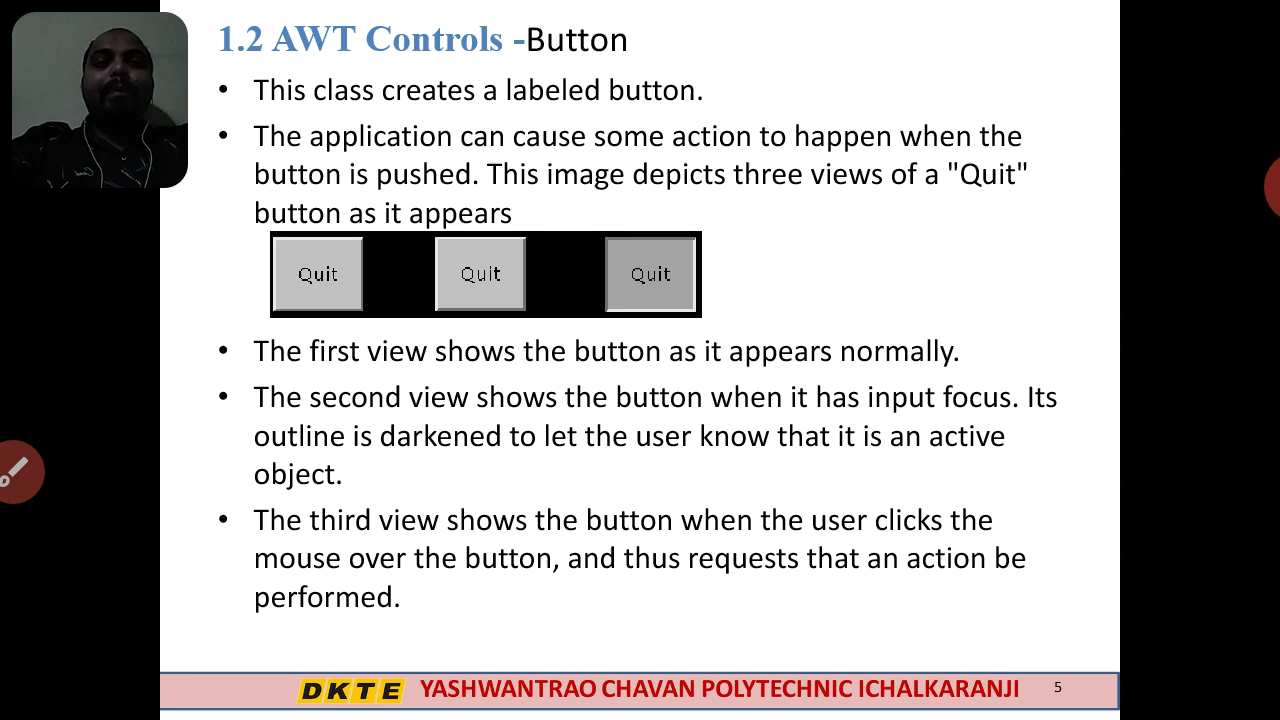 1.2 AWT Controls -Button
• This class creates a labeled button.
• The application can cause some action to happen when the
button is pushed. This image depicts three views of a "Quit"
button as it appears
Quit Quit Quit
• The first view shows the button as it appears normally.
• The second view shows the button when it has input focus. Its
outline is darkened to let the user know that it is an active
object.
• The third view shows the button when the user clicks the
mouse over the button, and thus requests that an action be
performed.
DKTE YASHWANTRAO CHAVAN POLYTECHNIC ICHALKARANJI 5